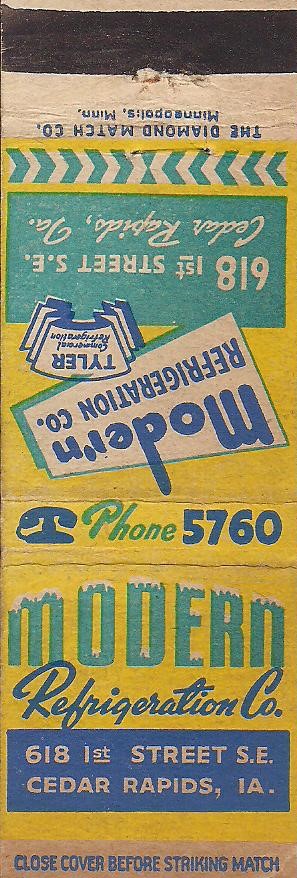 THE DIAMOND MATCH CO.
Minneapolis, Minn.
618 1st STREET S.E.
Cedar Rapids, Ia.
TYLER
Commercial
Refrigeration
Modern
REFRIGERATION CO.
Phone 5760
MODERN
Refrigeration Co.
618 1st STREET S.E.
CEDAR RAPIDS, IA.
CLOSE COVER BEFORE STRIKING MATCH